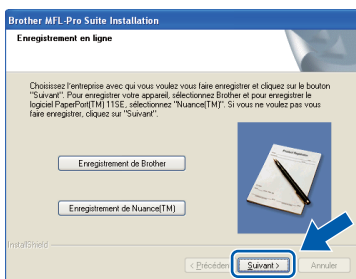 Brother MFL-Pro Suite Installation
Enregistrement en ligne
Choisissez l'entreprise avec qui vous voulez vous faire enregistrer et cliquez sur le bouton
"Suivant". Pour enregistrer votre appareil, sélectionnez Brother et pour enregistrer le
logiciel PaperPort(TM) 11SE, sélectionnez "Nuance(TM)". Si vous ne voulez pas vous
faire enregistrer, cliquez sur "Suivant".
Product Registration
Enregistrement de Brother
Enregistrement de Nuance(TM)
InstallShield
< Précéden
Suivant >
Annuler